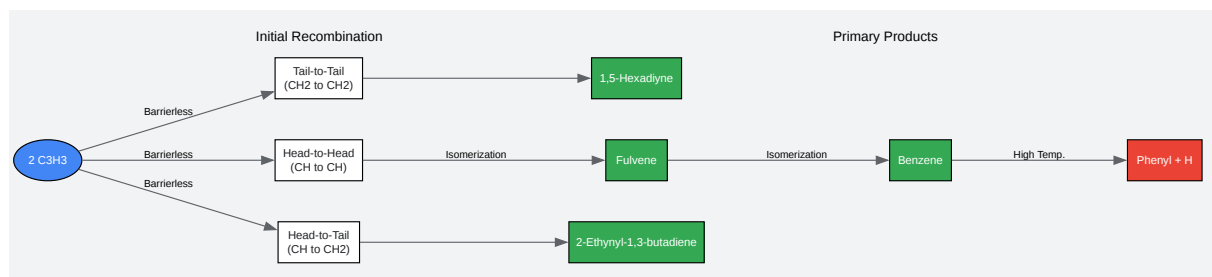 Initial Recombination
Primary Products
Tail-to-Tail
(CH2 to CH2)
1,5-Hexadiyne
Barrierless
2 C3H3
Barrierless
Head-to-Head
(CH to CH)
Isomerization
Fulvene
Isomerization
Benzene
High Temp.
Phenyl + H
Barrierless
Head-to-Tail
(CH to CH2)
2-Ethynyl-1,3-butadiene